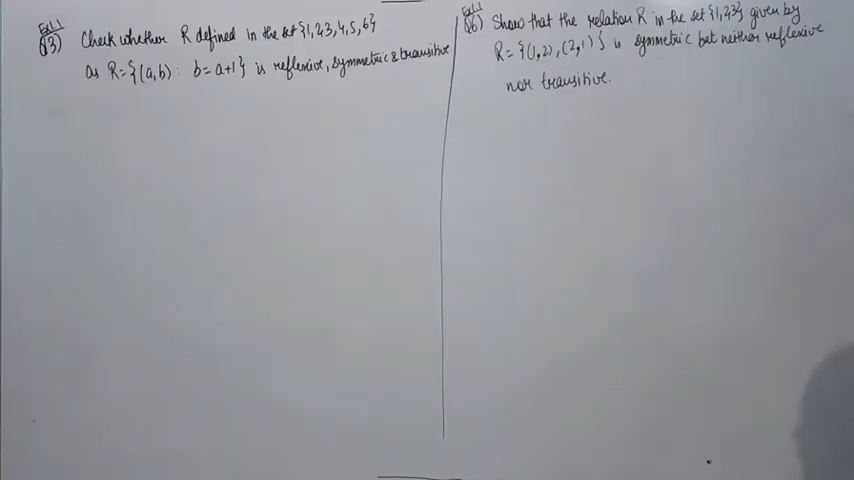 Ex1.1
Q3) Check whether R defined in the set {1,2,3,4,5,6}
as R={(a,b): b=a+1} is reflexive, symmetric & transitive
Ex1.1
Q6) Show that the relation R in the set {1,2,3} given by
R={(1,2),(2,1)} is symmetric but neither reflexive
nor transitive.